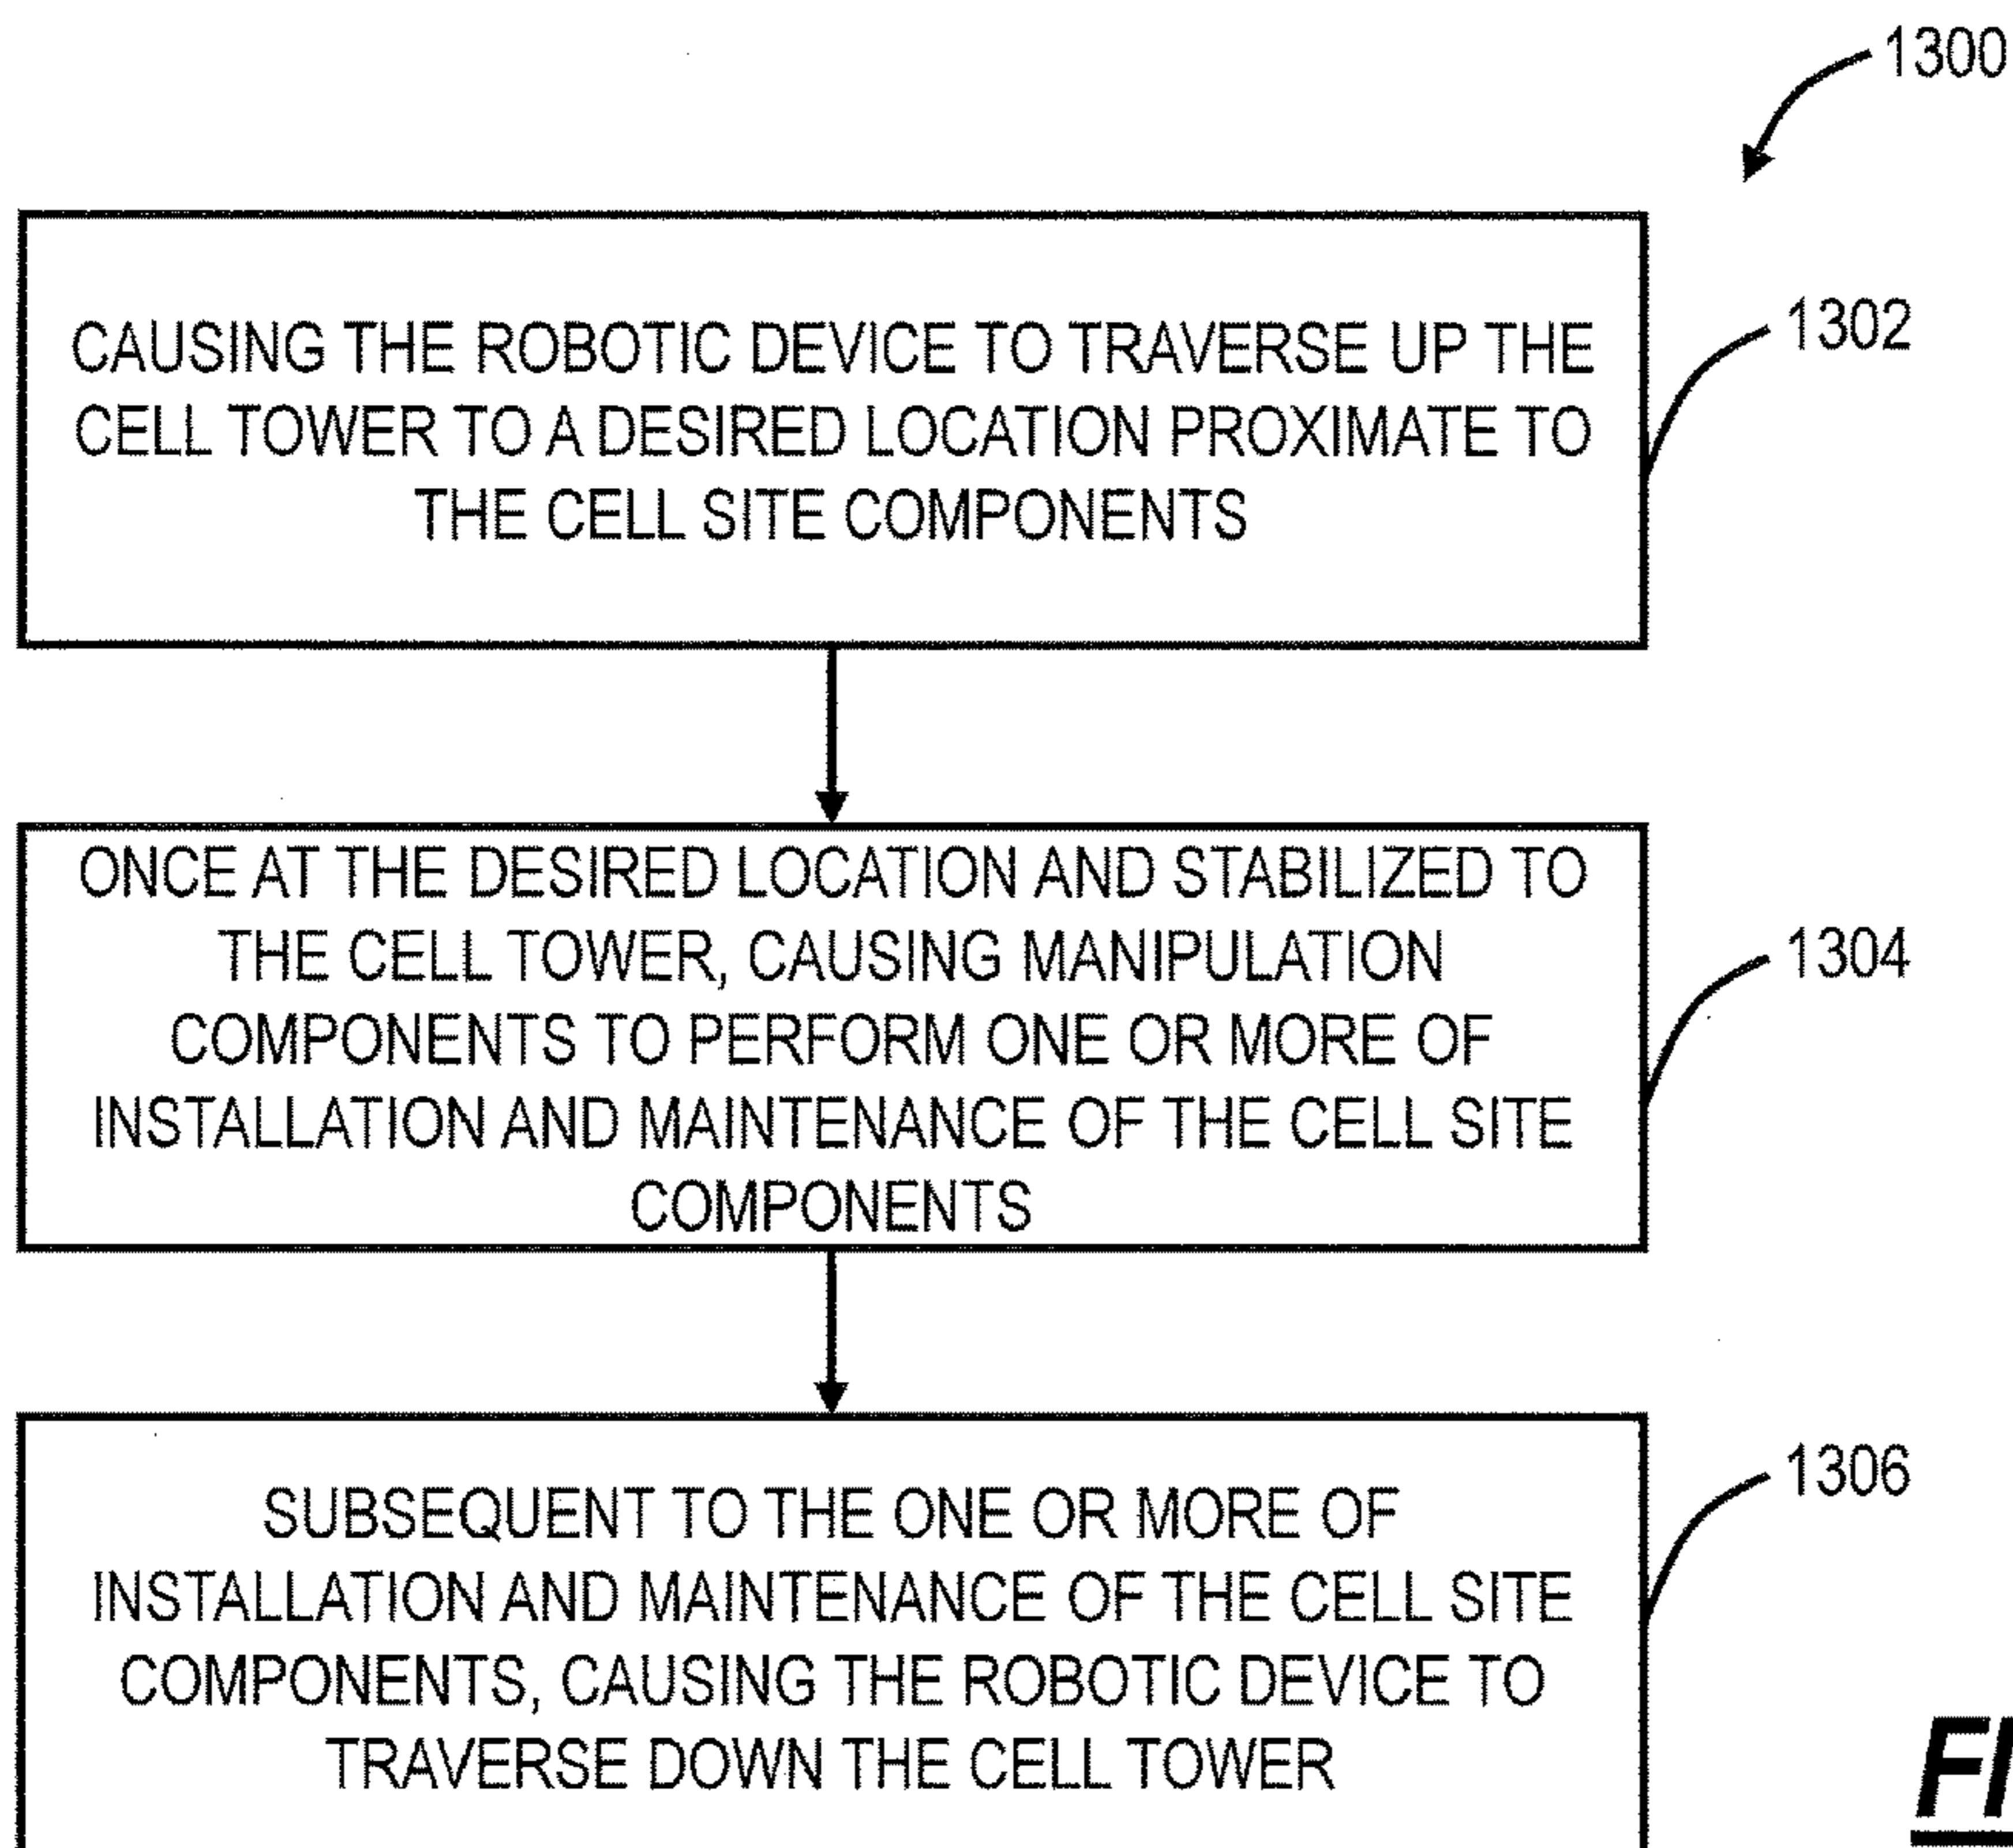 1300
CAUSING THE ROBOTIC DEVICE TO TRAVERSE UP THE
CELL TOWER TO A DESIRED LOCATION PROXIMATE TO
THE CELL SITE COMPONENTS
1302
ONCE AT THE DESIRED LOCATION AND STABILIZED TO
THE CELL TOWER, CAUSING MANIPULATION
COMPONENTS TO PERFORM ONE OR MORE OF
INSTALLATION AND MAINTENANCE OF THE CELL SITE
COMPONENTS
1304
SUBSEQUENT TO THE ONE OR MORE OF
INSTALLATION AND MAINTENANCE OF THE CELL SITE
COMPONENTS, CAUSING THE ROBOTIC DEVICE TO
TRAVERSE DOWN THE CELL TOWER
1306